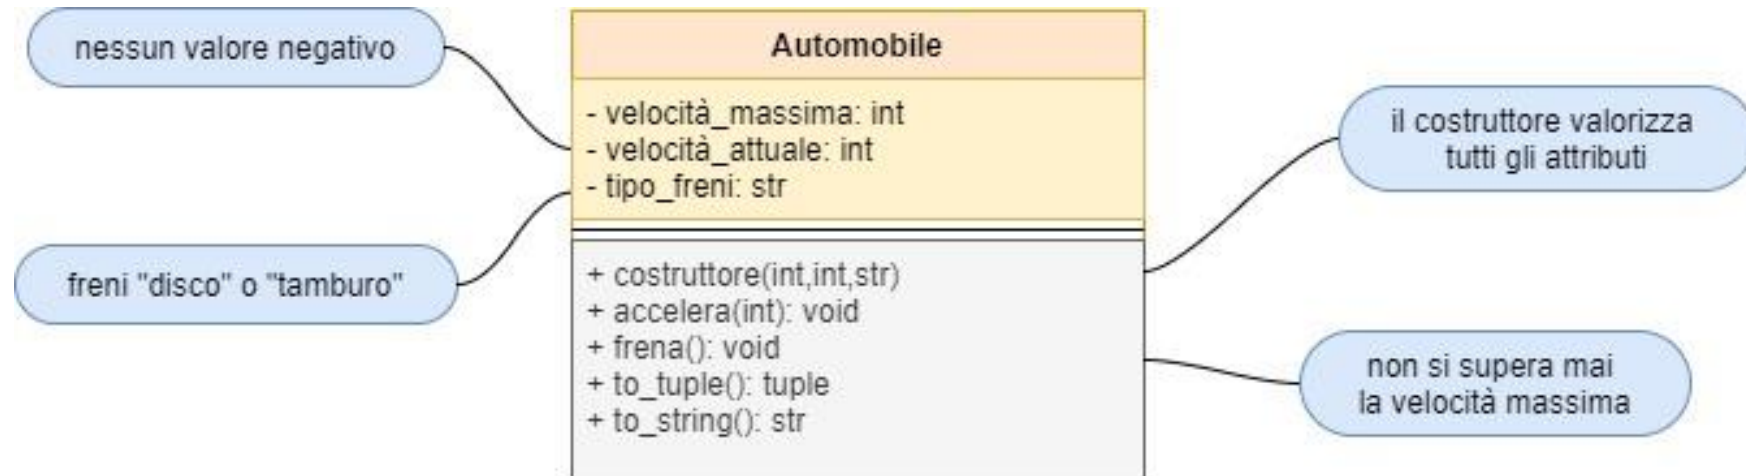 nessun valore negativo
freni "disco" o "tamburo"
Automobile
- velocità_massima: int
- velocità_attuale: int
- tipo_freni: str
+ costruttore(int,int,str)
+ accelera(int): void
+ frena(): void
+ to_tuple(): tuple
+ to_string(): str
il costruttore valorizza
tutti gli attributi
non si supera mai
la velocità massima